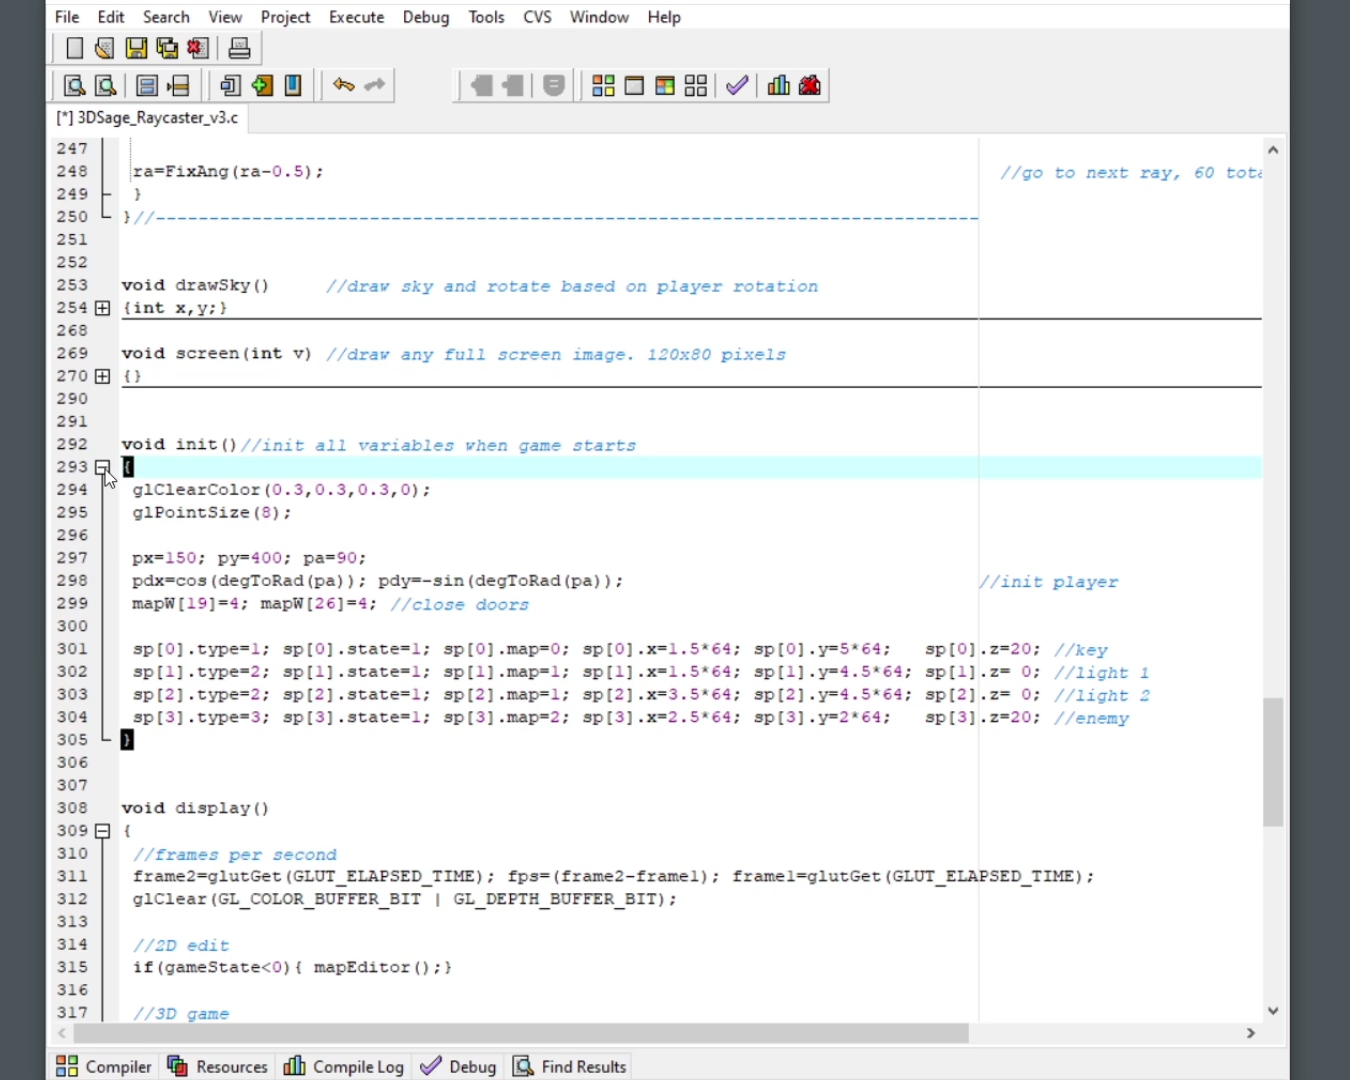 File Edit Search View Project Execute Debug Tools CVS Window Help
[*] 3DSage_Raycaster_v3.c
247
248 ra=FixAng(ra-0.5); //go to next ray, 60 tota
249 }
250 }//-----------------------------------------------------------------------------
251
252
253 void drawSky() //draw sky and rotate based on player rotation
254 {int x,y;}
268
269 void screen(int v) //draw any full screen image. 120x80 pixels
270 {}
290
291
292 void init()//init all variables when game starts
293 {
294 glClearColor(0.3,0.3,0.3,0);
295 glPointSize(8);
296
297 px=150; py=400; pa=90;
298 pdx=cos(degToRad(pa)); pdy=-sin(degToRad(pa)); //init player
299 mapW[19]=4; mapW[26]=4; //close doors
300
301 sp[0].type=1; sp[0].state=1; sp[0].map=0; sp[0].x=1.5*64; sp[0].y=5*64; sp[0].z=20; //key
302 sp[1].type=2; sp[1].state=1; sp[1].map=1; sp[1].x=1.5*64; sp[1].y=4.5*64; sp[1].z= 0; //light 1
303 sp[2].type=2; sp[2].state=1; sp[2].map=1; sp[2].x=3.5*64; sp[2].y=4.5*64; sp[2].z= 0; //light 2
304 sp[3].type=3; sp[3].state=1; sp[3].map=2; sp[3].x=2.5*64; sp[3].y=2*64; sp[3].z=20; //enemy
305 }
306
307
308 void display()
309 {
310 //frames per second
311 frame2=glutGet(GLUT_ELAPSED_TIME); fps=(frame2-frame1); frame1=glutGet(GLUT_ELAPSED_TIME);
312 glClear(GL_COLOR_BUFFER_BIT | GL_DEPTH_BUFFER_BIT);
313
314 //2D edit
315 if(gameState<0){ mapEditor();}
316
317 //3D game
Compiler Resources Compile Log Debug Find Results